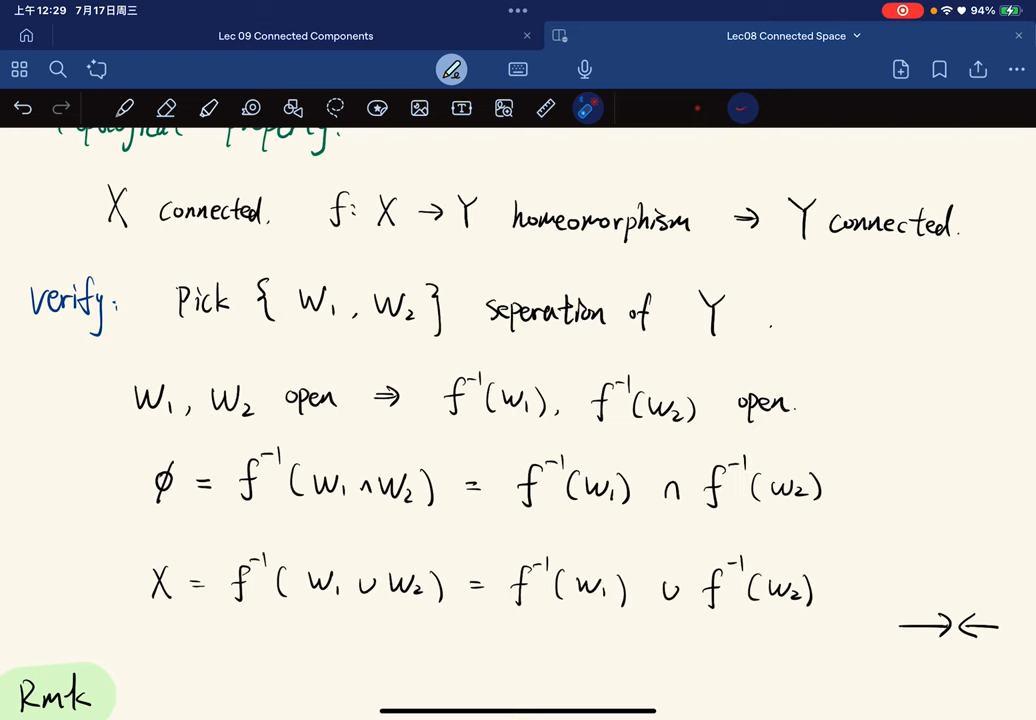 上午12:29 7月17日周三
94%
Lec 09 Connected Components
Lec08 Connected Space
Topological property:
X connected. f: X → Y homeomorphism ⇒ Y connected.
Verify: Pick { W₁, W₂ } seperation of Y.
W₁, W₂ open ⇒ f⁻¹(W₁), f⁻¹(W₂) open.
∅ = f⁻¹(W₁ ∩ W₂) = f⁻¹(W₁) ∩ f⁻¹(W₂)
X = f⁻¹(W₁ ∪ W₂) = f⁻¹(W₁) ∪ f⁻¹(W₂)
→←
Rmk